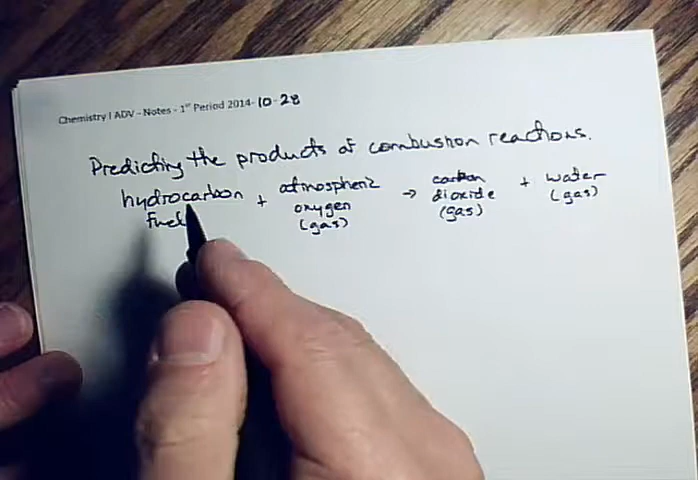 Chemistry I ADV - Notes - 1st Period 2014-10-28
Predicting the products of combustion reactions.
hydrocarbon + atmospheric → carbon + water
fuel oxygen dioxide (gas)
(gas) (gas)